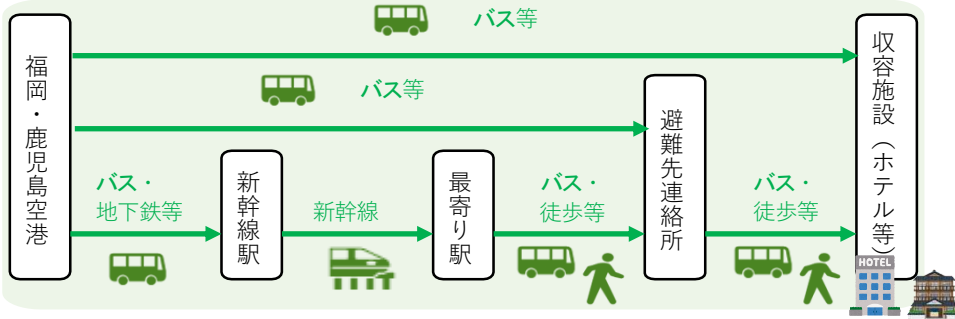 バス等
バス等
福岡・鹿児島空港
バス・
地下鉄等
新幹線駅
新幹線
最寄り駅
バス・
徒歩等
避難先連絡所
バス・
徒歩等
収容施設（ホテル等）
HOTEL